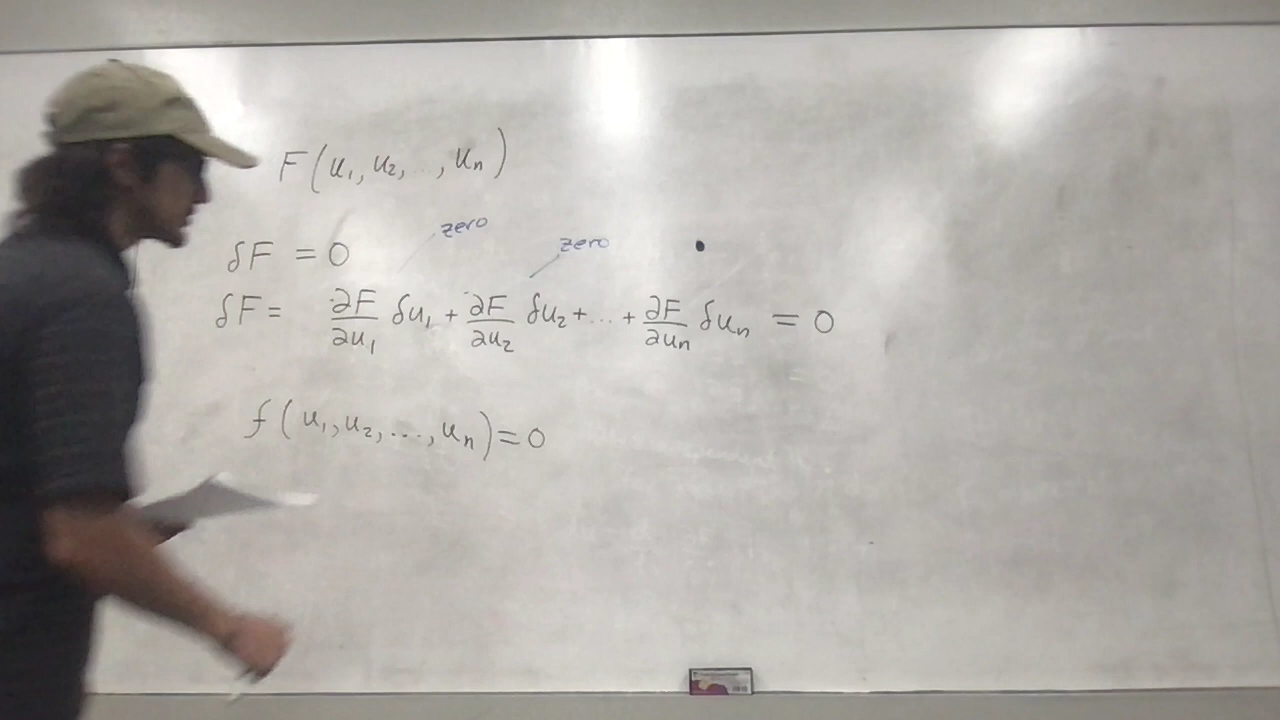 F(u₁, u₂, ..., uₙ)
zero
zero
δF = 0
δF = ∂F/∂u₁ δu₁ + ∂F/∂u₂ δu₂ + ... + ∂F/∂uₙ δuₙ = 0
f(u₁, u₂, ..., uₙ) = 0